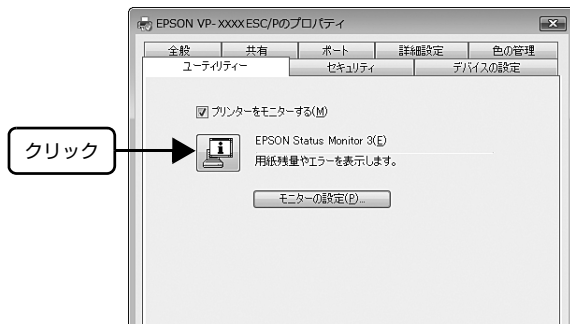 EPSON VP-XXXX ESC/Pのプロパティ
全般 共有 ポート 詳細設定 色の管理
ユーティリティー セキュリティ デバイスの設定
プリンターをモニターする(M)
クリック
EPSON Status Monitor 3(E)
用紙残量やエラーを表示します。
モニターの設定(P)...